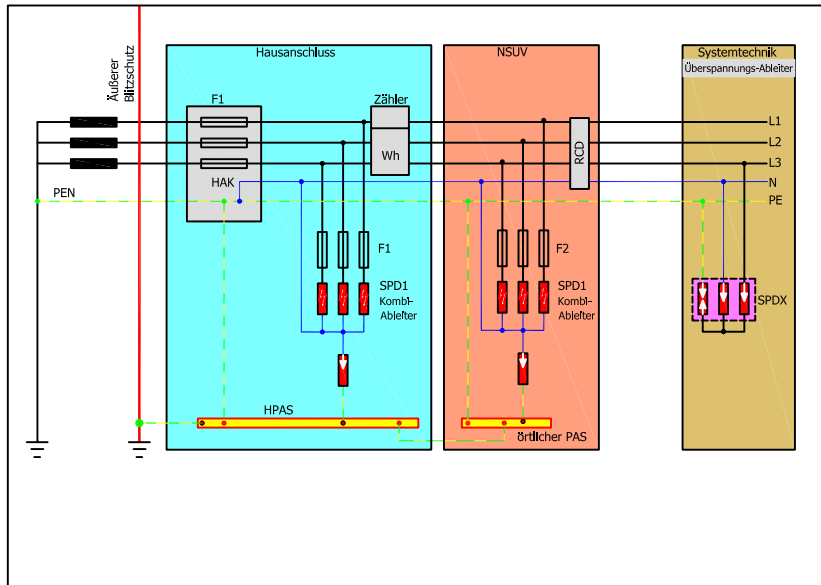 Äußerer
Blitzschutz
Hausanschluss
NSUV
Systemtechnik
Überspannungs-Ableiter
F1
Zähler
Wh
RCD
L1
L2
L3
N
PE
HAK
PEN
F1
F2
SPD1
Kombi-
Ableiter
SPD1
Kombi-
Ableiter
SPDX
HPAS
örtlicher PAS